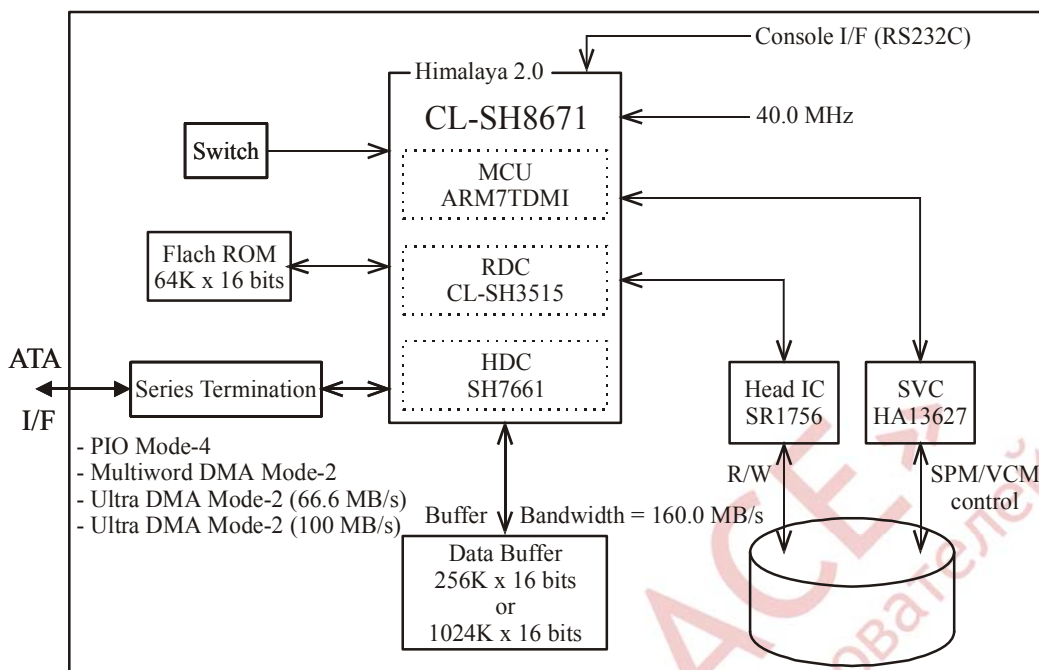 Console I/F (RS232C)
Himalaya 2.0
CL-SH8671
40.0 MHz
Switch
MCU
ARM7TDMI
Flach ROM
64K x 16 bits
RDC
CL-SH3515
ATA
I/F
Series Termination
HDC
SH7661
Head IC
SR1756
SVC
HA13627
- PIO Mode-4
- Multiword DMA Mode-2
- Ultra DMA Mode-2 (66.6 MB/s)
- Ultra DMA Mode-2 (100 MB/s)
R/W
SPM/VCM
control
Buffer Bandwidth = 160.0 MB/s
Data Buffer
256K x 16 bits
or
1024K x 16 bits